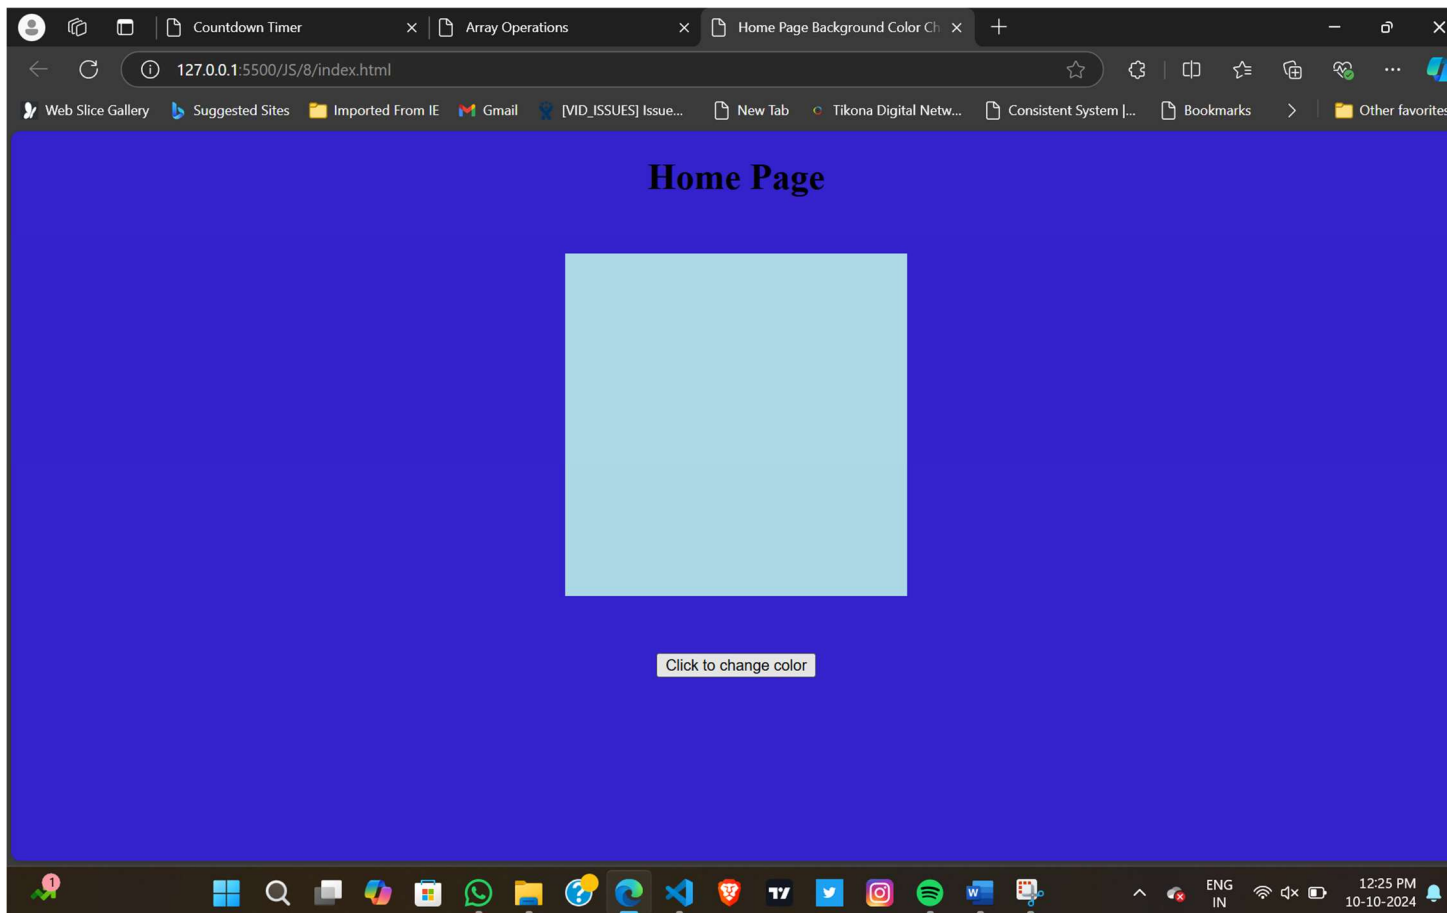 Countdown Timer
Array Operations
Home Page Background Color Ch
127.0.0.1:5500/JS/8/index.html
Web Slice Gallery
Suggested Sites
Imported From IE
Gmail
[VID_ISSUES] Issue...
New Tab
Tikona Digital Netw...
Consistent System |...
Bookmarks
Other favorites
Home Page
Click to change color
1
W
ENG
IN
12:25 PM
10-10-2024